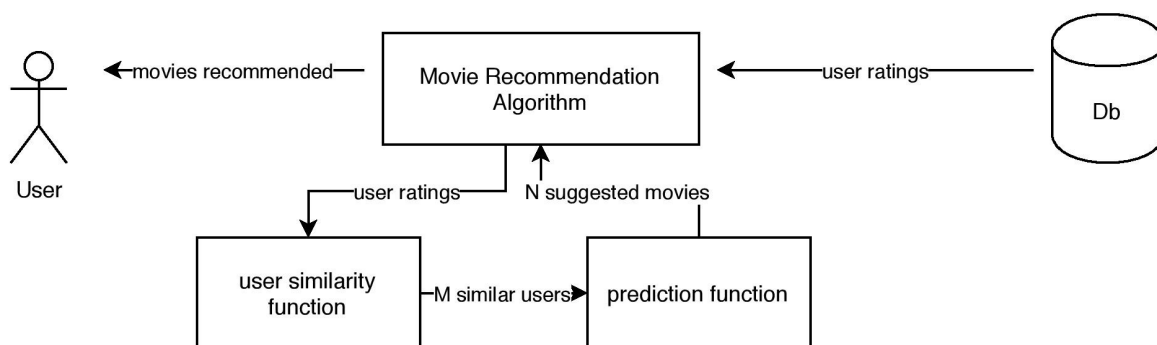 movies recommended
Movie Recommendation
Algorithm
user ratings
Db
User
user ratings
N suggested movies
user similarity
function
M similar users
prediction function